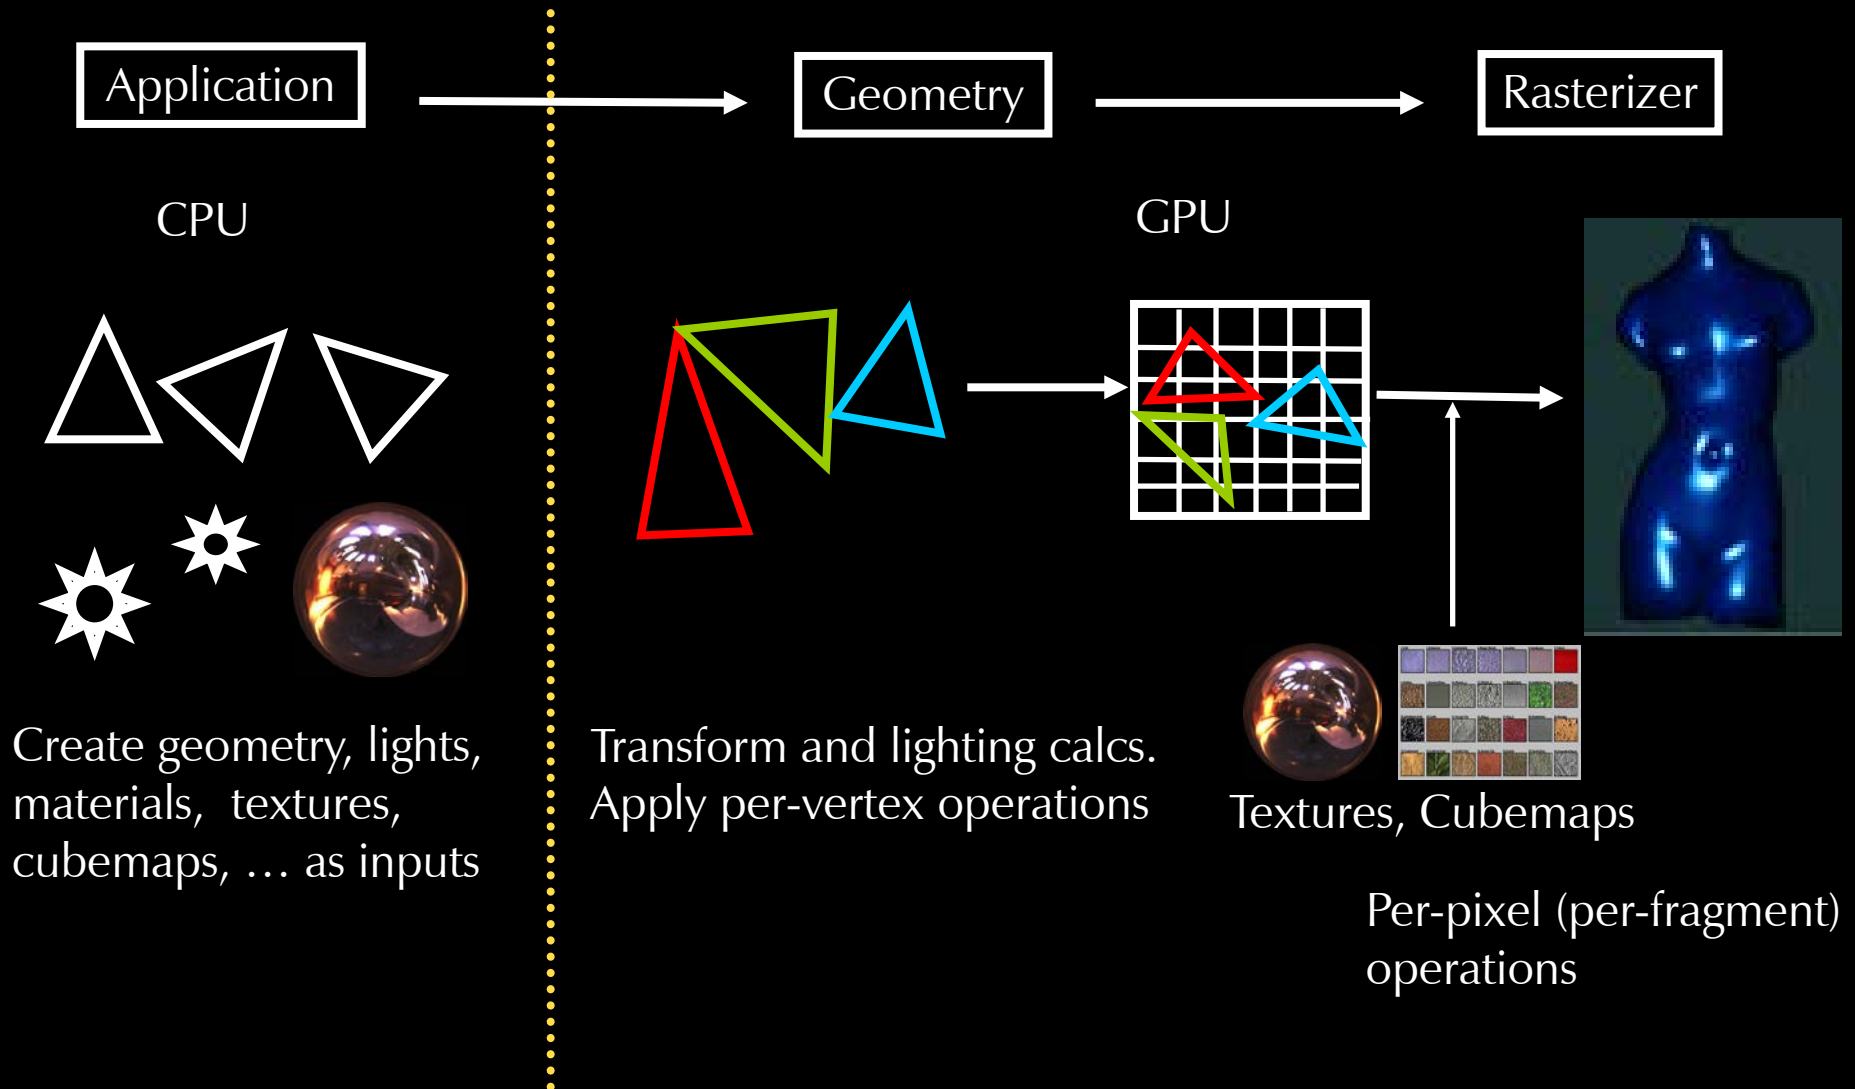 Application
Geometry
Rasterizer
CPU
GPU
Create geometry, lights,
materials, textures,
cubemaps, … as inputs
Transform and lighting calcs.
Apply per-vertex operations
Textures, Cubemaps
Per-pixel (per-fragment)
operations